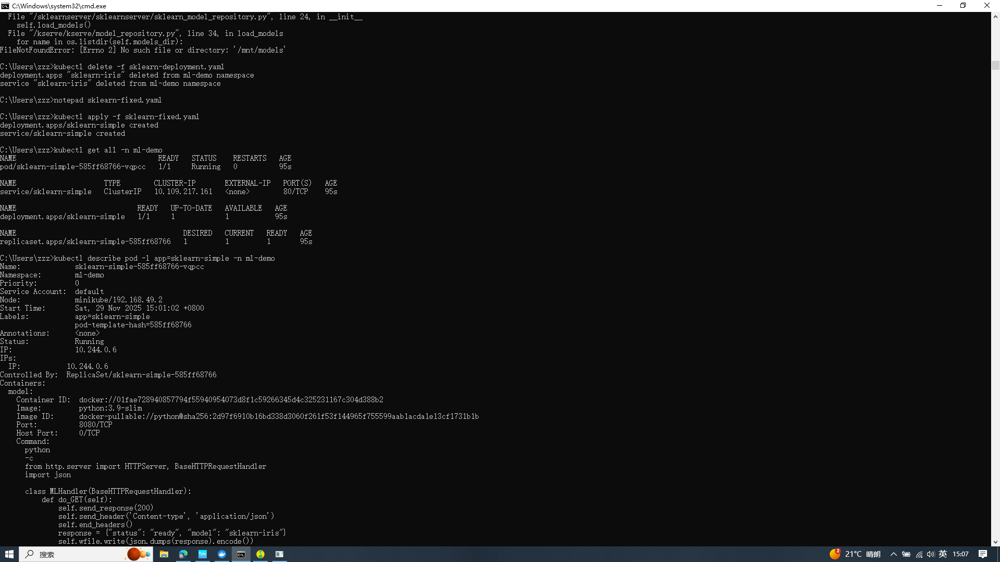 C:\Windows\system32\cmd.exe
  File "/sklearnserver/sklearnserver/sklearn_model_repository.py", line 24, in __init__
    self.load_models()
  File "/kserve/kserve/model_repository.py", line 34, in load_models
    for name in os.listdir(self.models_dir):
FileNotFoundError: [Errno 2] No such file or directory: '/mnt/models'
C:\Users\zzz>kubectl delete -f sklearn-deployment.yaml
deployment.apps "sklearn-iris" deleted from ml-demo namespace
service "sklearn-iris" deleted from ml-demo namespace
C:\Users\zzz>notepad sklearn-fixed.yaml
C:\Users\zzz>kubectl apply -f sklearn-fixed.yaml
deployment.apps/sklearn-simple created
service/sklearn-simple created
C:\Users\zzz>kubectl get all -n ml-demo
NAME                                  READY   STATUS    RESTARTS   AGE
pod/sklearn-simple-585ff68766-vqpcc   1/1     Running   0          95s
NAME                     TYPE        CLUSTER-IP       EXTERNAL-IP   PORT(S)   AGE
service/sklearn-simple   ClusterIP   10.109.217.161   <none>        80/TCP    95s
NAME                             READY   UP-TO-DATE   AVAILABLE   AGE
deployment.apps/sklearn-simple   1/1     1            1           95s
NAME                                        DESIRED   CURRENT   READY   AGE
replicaset.apps/sklearn-simple-585ff68766   1         1         1       95s
C:\Users\zzz>kubectl describe pod -l app=sklearn-simple -n ml-demo
Name:             sklearn-simple-585ff68766-vqpcc
Namespace:        ml-demo
Priority:         0
Service Account:  default
Node:             minikube/192.168.49.2
Start Time:       Sat, 29 Nov 2025 15:01:02 +0800
Labels:           app=sklearn-simple
                  pod-template-hash=585ff68766
Annotations:      <none>
Status:           Running
IP:               10.244.0.6
IPs:
  IP:           10.244.0.6
Controlled By:  ReplicaSet/sklearn-simple-585ff68766
Containers:
  model:
    Container ID:  docker://01fae728940857794f55940954073d8f1c59266345d4c325231167c304d388b2
    Image:         python:3.9-slim
    Image ID:      docker-pullable://python@sha256:2d97f6910b16bd338d3060f261f53f144965f755599aab1acda1e13cf1731b1b
    Port:          8080/TCP
    Host Port:     0/TCP
    Command:
      python
      -c
      from http.server import HTTPServer, BaseHTTPRequestHandler
      import json
      class MLHandler(BaseHTTPRequestHandler):
          def do_GET(self):
              self.send_response(200)
              self.send_header('Content-type', 'application/json')
              self.end_headers()
              response = {"status": "ready", "model": "sklearn-iris"}
              self.wfile.write(json.dumps(response).encode())
搜索
Tyty
2
21°C 晴朗
英
15:07